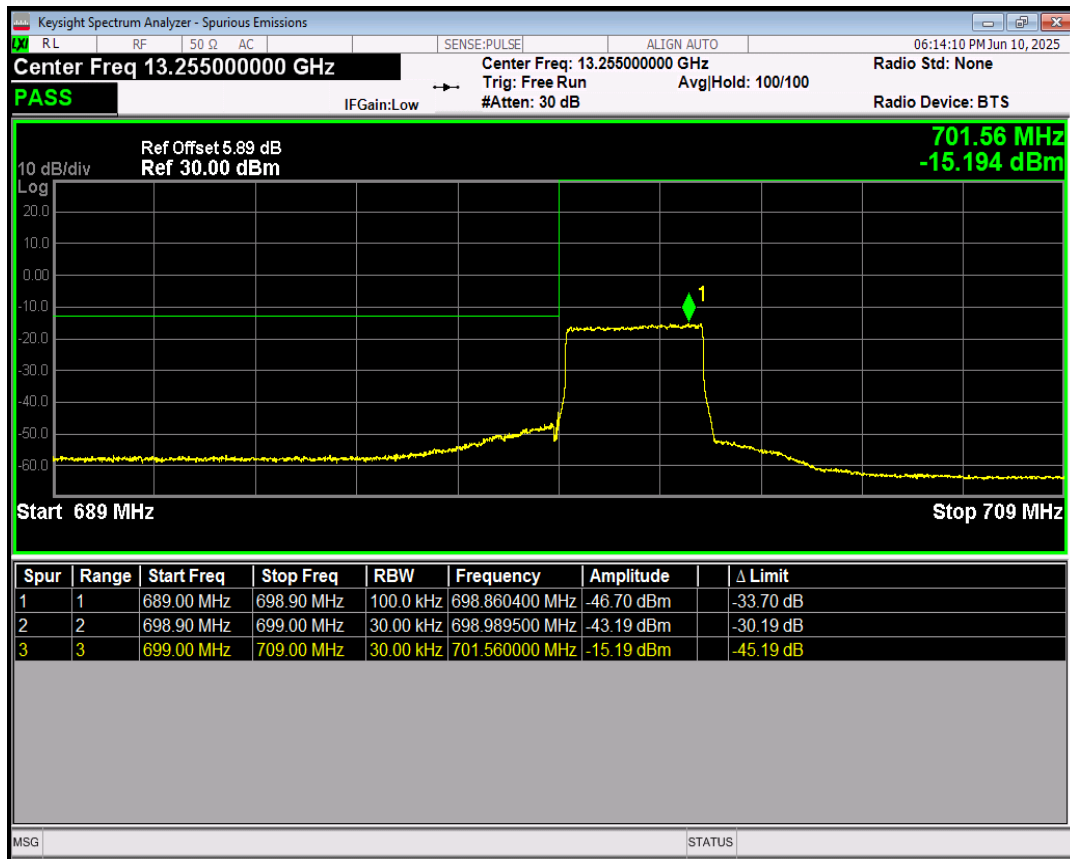 Keysight Spectrum Analyzer - Spurious Emissions
LXI RL RF 50 Ω AC SENSE:PULSE ALIGN AUTO 06:14:10 PM Jun 10, 2025
Center Freq 13.255000000 GHz Center Freq: 13.255000000 GHz Radio Std: None
Trig: Free Run Avg|Hold: 100/100
PASS IFGain:Low #Atten: 30 dB Radio Device: BTS
701.56 MHz
Ref Offset 5.89 dB
10 dB/div Ref 30.00 dBm -15.194 dBm
Log
20.0
10.0
0.00
1
-10.0
-20.0
-30.0
-40.0
-50.0
-60.0
Start 689 MHz Stop 709 MHz
Spur Range Start Freq Stop Freq RBW Frequency Amplitude Δ Limit
1 1 689.00 MHz 698.90 MHz 100.0 kHz 698.860400 MHz -46.70 dBm -33.70 dB
2 2 698.90 MHz 699.00 MHz 30.00 kHz 698.989500 MHz -43.19 dBm -30.19 dB
3 3 699.00 MHz 709.00 MHz 30.00 kHz 701.560000 MHz -15.19 dBm -45.19 dB
MSG STATUS